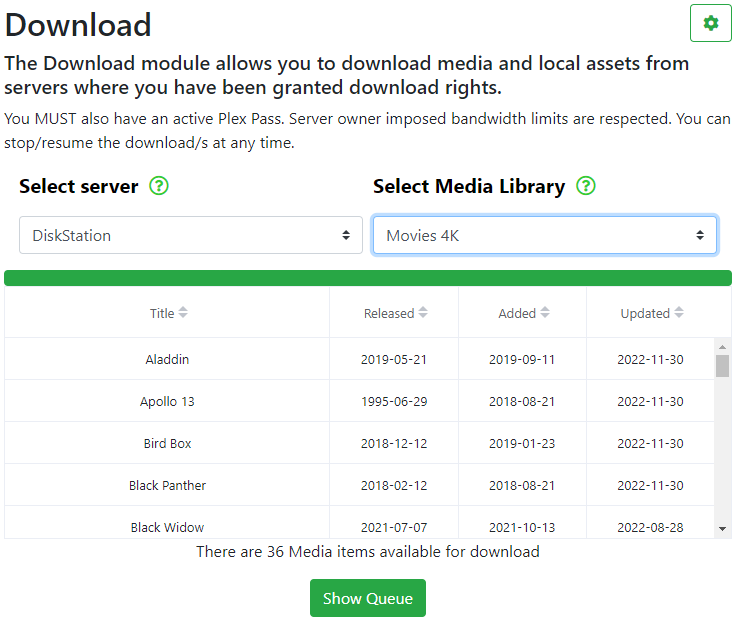 Download
The Download module allows you to download media and local assets from
servers where you have been granted download rights.
You MUST also have an active Plex Pass. Server owner imposed bandwidth limits are respected. You can
stop/resume the download/s at any time.
Select server ? Select Media Library ?
DiskStation Movies 4K
Title Released Added Updated
Aladdin 2019-05-21 2019-09-11 2022-11-30
Apollo 13 1995-06-29 2018-08-21 2022-11-30
Bird Box 2018-12-12 2019-01-23 2022-11-30
Black Panther 2018-02-12 2018-08-21 2022-11-30
Black Widow 2021-07-07 2021-10-13 2022-08-28
There are 36 Media items available for download
Show Queue